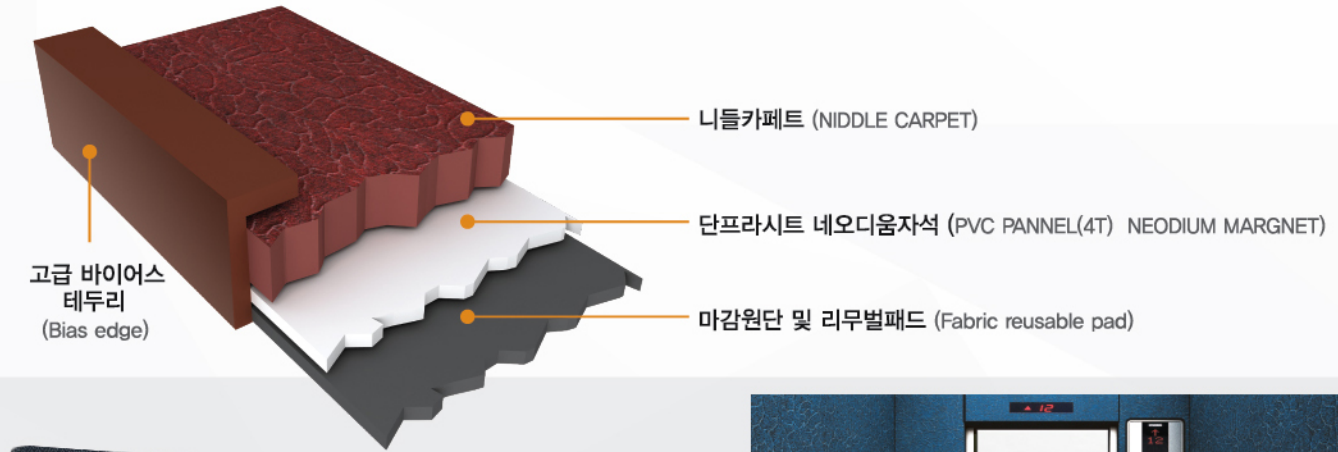 니들카페트 (NIDDLE CARPET)
단프라시트 네오디움자석 (PVC PANNEL(4T) NEODIUM MARGNET)
고급 바이어스
테두리
(Bias edge)
마감원단 및 리무벌패드 (Fabric reusable pad)
▲ 12
↑
12